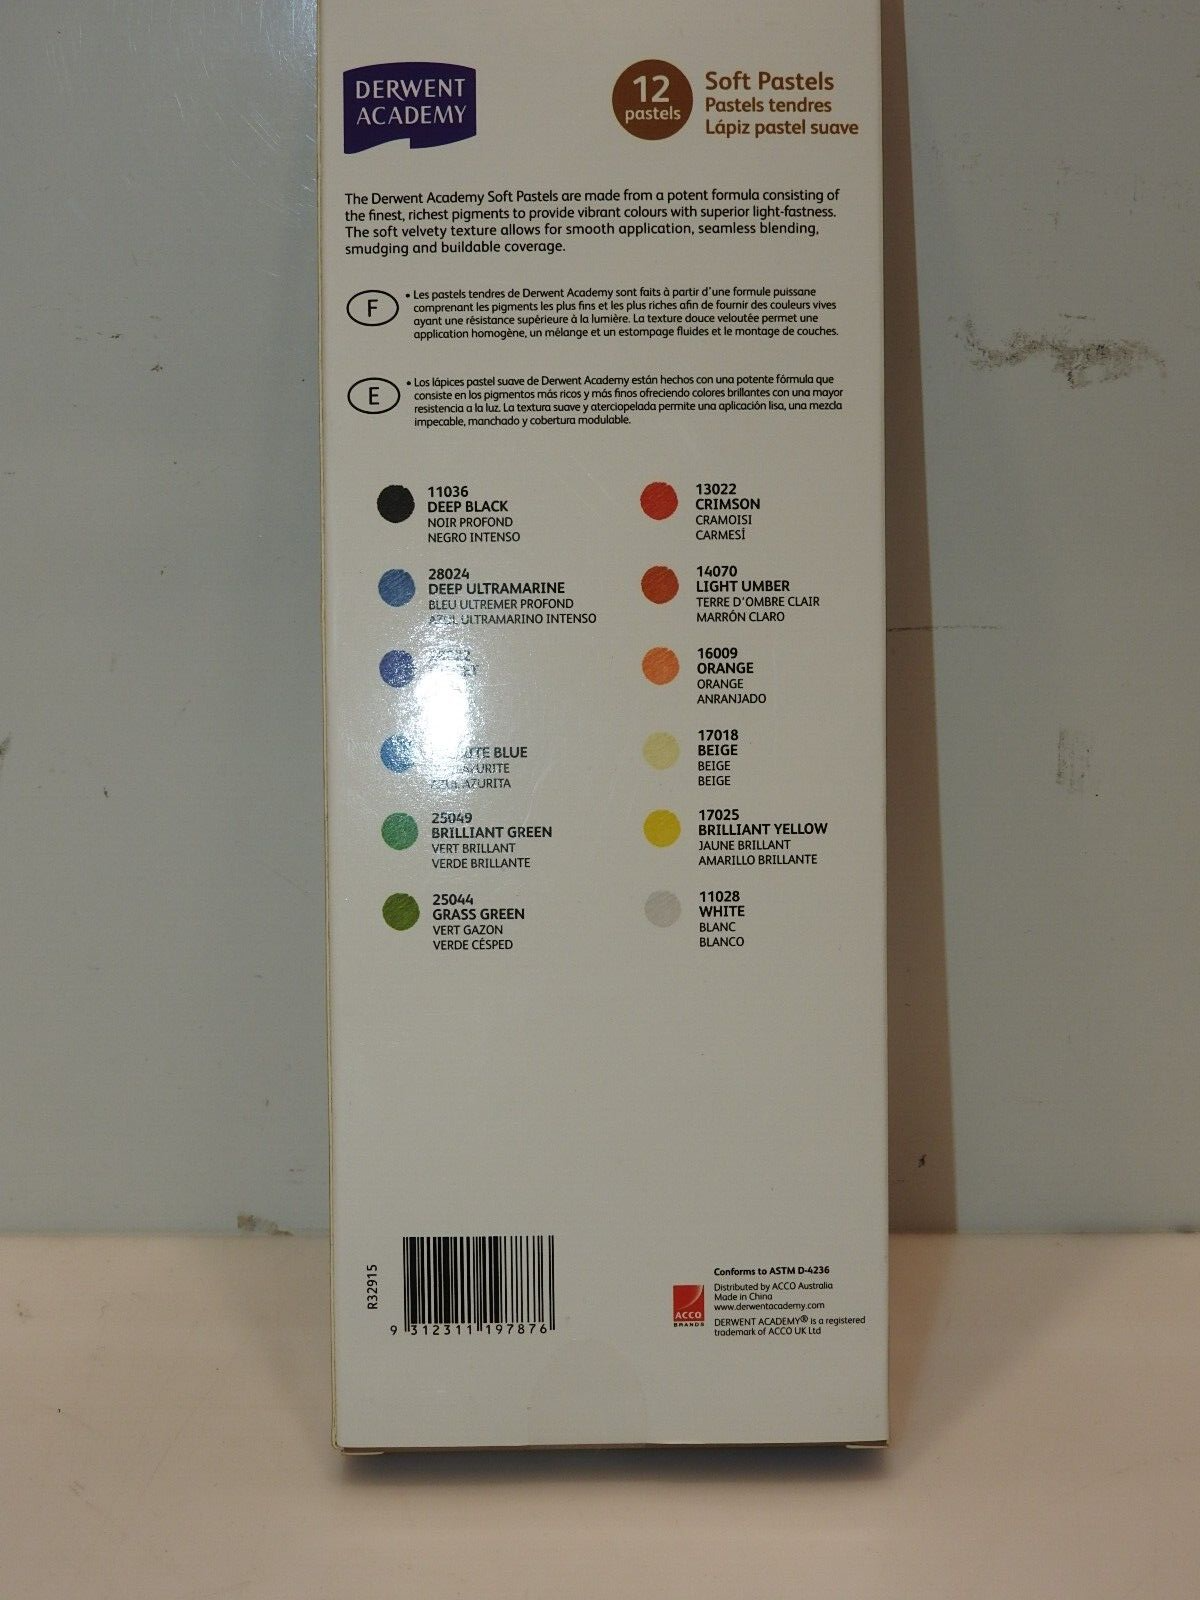 DERWENT
ACADEMY
12
pastels
Soft Pastels
Pastels tendres
Lápiz pastel suave
The Derwent Academy Soft Pastels are made from a potent formula consisting of
the finest, richest pigments to provide vibrant colours with superior light-fastness.
The soft velvety texture allows for smooth application, seamless blending,
smudging and buildable coverage.
F
• Les pastels tendres de Derwent Academy sont faits à partir d'une formule puissane
comprenant les pigments les plus fins et les plus riches afin de fournir des couleurs vives
ayant une résistance supérieure à la lumière. La texture douce veloutée permet une
application homogène, un mélange et un estompage fluides et le montage de couches.
E
• Los lápices pastel suave de Derwent Academy están hechos con una potente fórmula que
consiste en los pigmentos más ricos y más finos ofreciendo colores brillantes con una mayor
resistencia a la luz. La textura suave y aterciopelada permite una aplicación lisa, una mezcla
impecable, manchado y cobertura modulable.
11036
DEEP BLACK
NOIR PROFOND
NEGRO INTENSO
28024
DEEP ULTRAMARINE
BLEU ULTREMER PROFOND
AZUL ULTRAMARINO INTENSO
BLUE
AZURITA
25049
BRILLIANT GREEN
VERT BRILLANT
VERDE BRILLANTE
25044
GRASS GREEN
VERT GAZON
VERDE CÉSPED
13022
CRIMSON
CRAMOISI
CARMESÍ
14070
LIGHT UMBER
TERRE D'OMBRE CLAIR
MARRÓN CLARO
16009
ORANGE
ORANGE
ANRANJADO
17018
BEIGE
BEIGE
BEIGE
17025
BRILLIANT YELLOW
JAUNE BRILLANT
AMARILLO BRILLANTE
11028
WHITE
BLANC
BLANCO
R32915
9 312311 197876
ACCO
BRANDS
Conforms to ASTM D-4236
Distributed by ACCO Australia
Made in China
www.derwentacademy.com
DERWENT ACADEMY® is a registered
trademark of ACCO UK Ltd